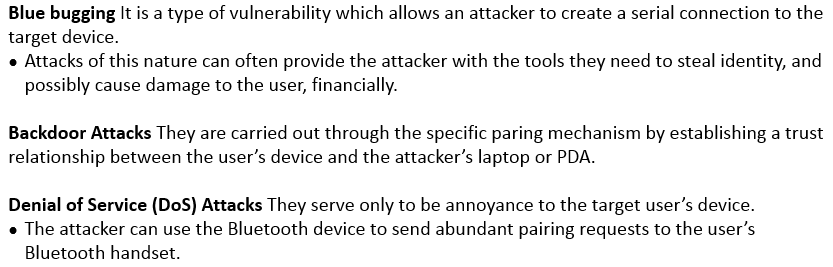 Blue bugging It is a type of vulnerability which allows an attacker to create a serial connection to the
target device.
• Attacks of this nature can often provide the attacker with the tools they need to steal identity, and
possibly cause damage to the user, financially.
Backdoor Attacks They are carried out through the specific paring mechanism by establishing a trust
relationship between the user's device and the attacker's laptop or PDA.
Denial of Service (DoS) Attacks They serve only to be annoyance to the target user's device.
• The attacker can use the Bluetooth device to send abundant pairing requests to the user's
Bluetooth handset.